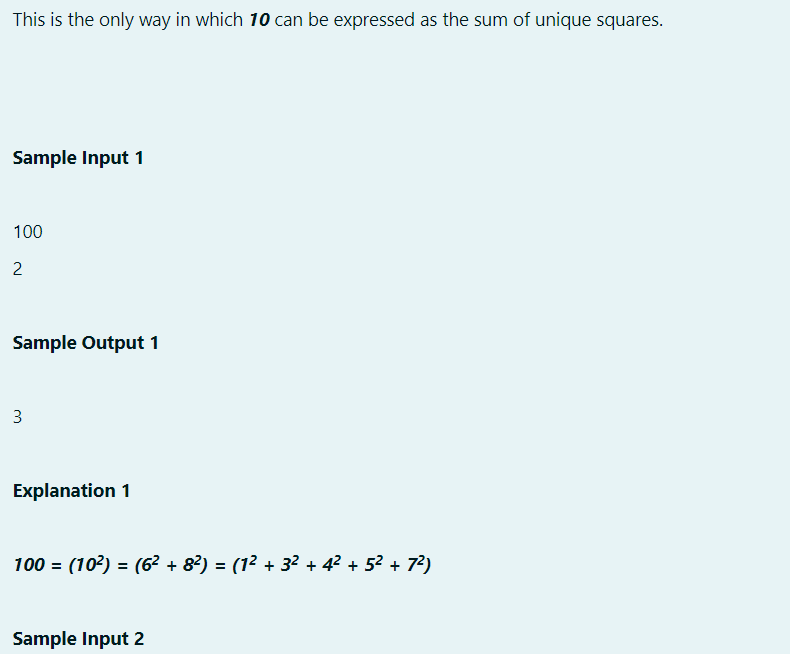 This is the only way in which 10 can be expressed as the sum of unique squares.
Sample Input 1
100
2
Sample Output 1
3
Explanation 1
100 = (10²) = (6² + 8²) = (1² + 3² + 4² + 5² + 7²)
Sample Input 2